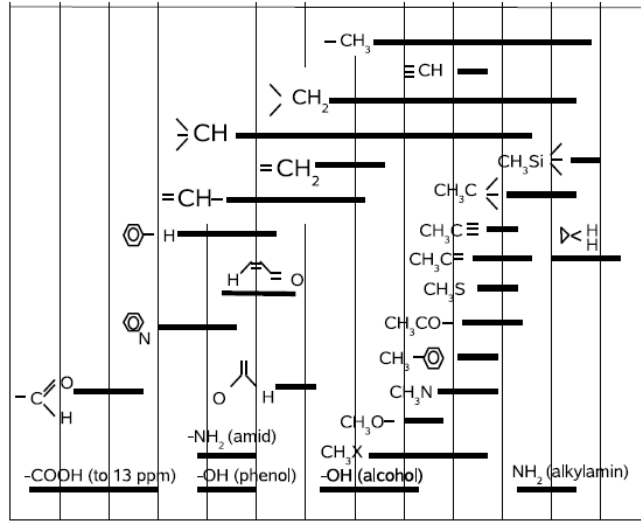 –CH₃
≡CH
CH₂
CH
CH₃Si
=CH₂
CH₃C
=CH–
CH₃C≡
H
H
H
CH₃C=
H O
CH₃S
CH₃CO–
N
CH₃–
O
–C
H
O H
CH₃N
CH₃O–
-NH₂ (amid)
CH₃X
-COOH (to 13 ppm)
-OH (phenol)
-OH (alcohol)
NH₂ (alkylamin)